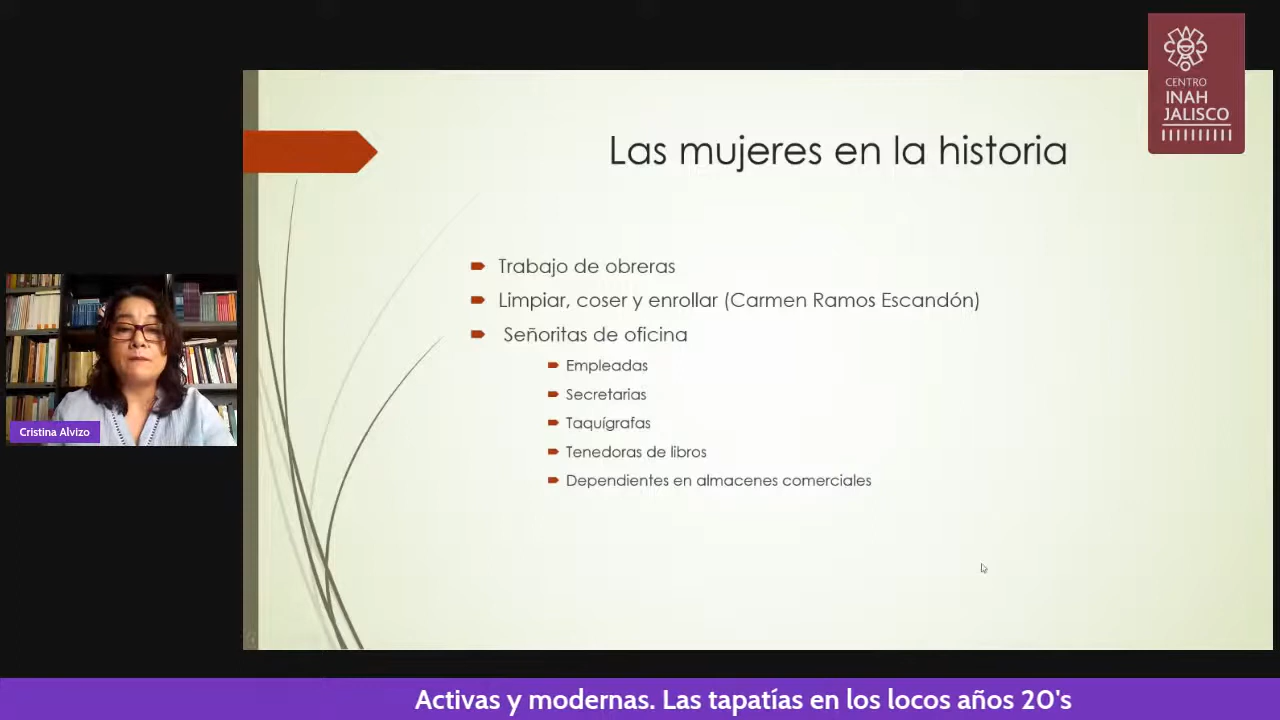 CENTRO
INAH
JALISCO
Las mujeres en la historia
Trabajo de obreras
Limpiar, coser y enrollar (Carmen Ramos Escandón)
Señoritas de oficina
Empleadas
Secretarias
Taquígrafas
Tenedoras de libros
Dependientes en almacenes comerciales
Cristina Alvizo
Activas y modernas. Las tapatías en los locos años 20's